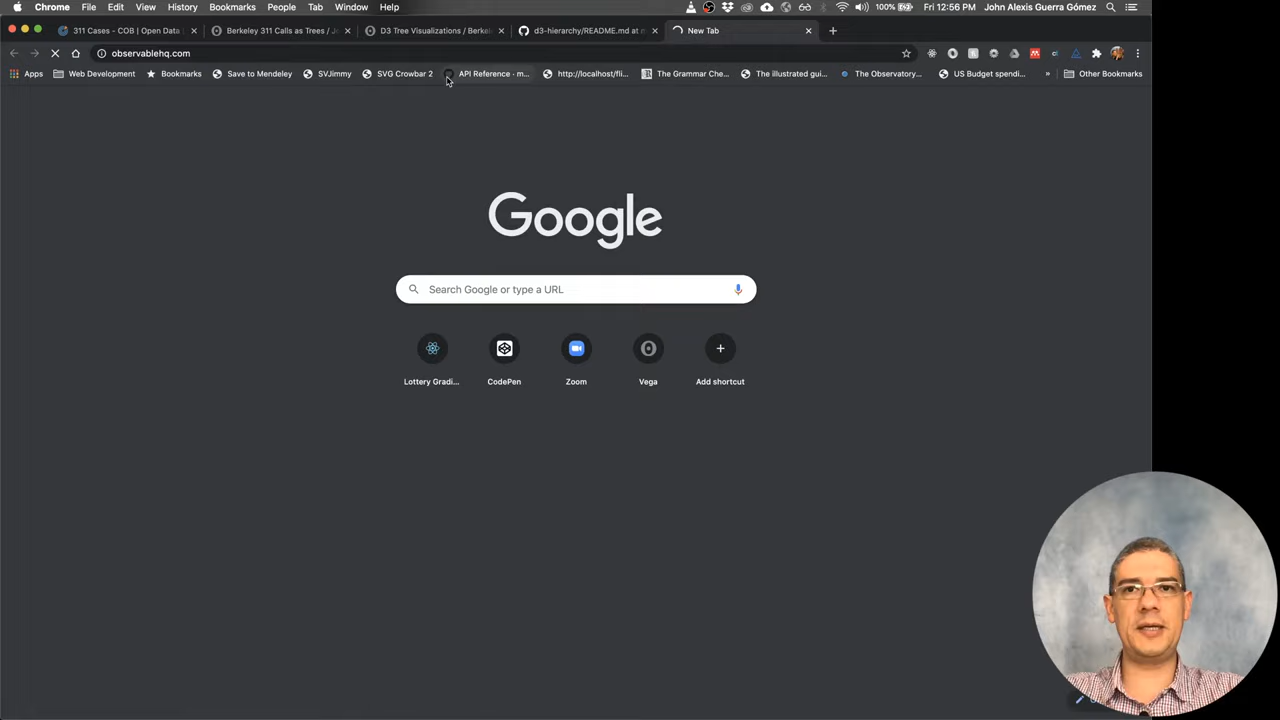 Chrome File Edit View History Bookmarks People Tab Window Help 100% Fri 12:56 PM John Alexis Guerra Gómez
311 Cases - COB | Open Data Berkeley 311 Calls as Trees / J D3 Tree Visualizations / Berkel d3-hierarchy/README.md at m New Tab
observablehq.com
Apps Web Development Bookmarks Save to Mendeley SVJimmy SVG Crowbar 2 API Reference · m... http://localhost/fli... The Grammar Che... The illustrated gui... The Observatory... US Budget spendi... » Other Bookmarks
Google
Search Google or type a URL
Lottery Gradi... CodePen Zoom Vega Add shortcut